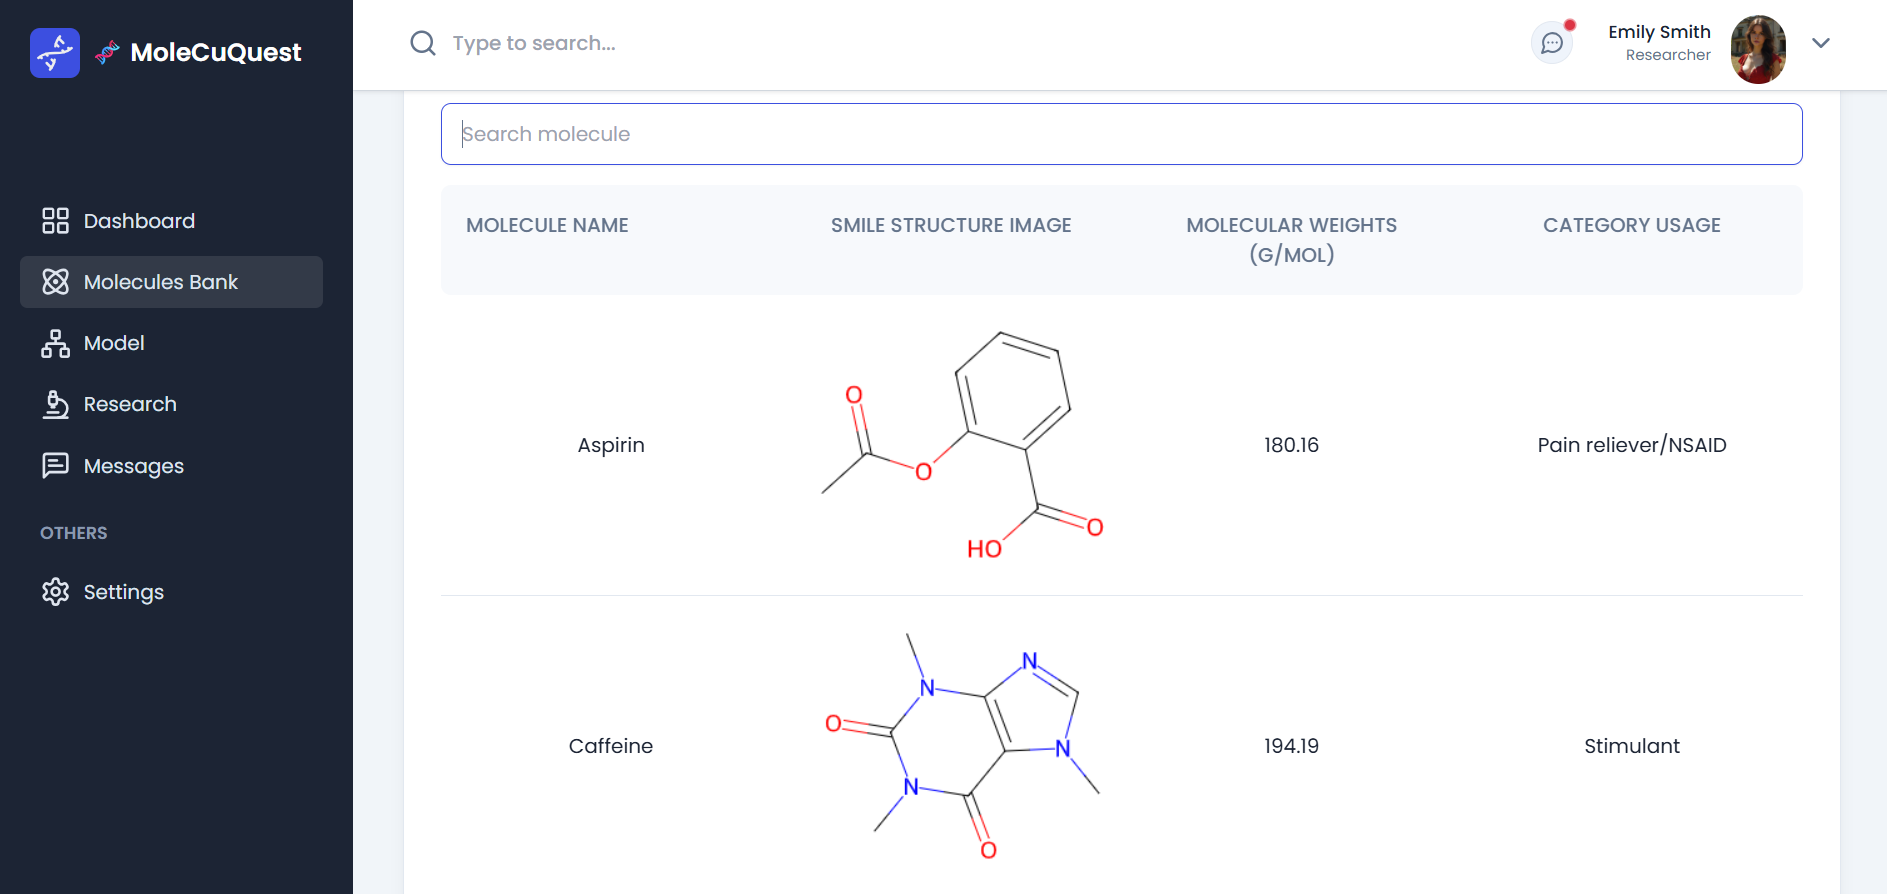 MoleCuQuest
Type to search...
Emily Smith
Researcher
Dashboard
Molecules Bank
Model
Research
Messages
OTHERS
Settings
Search molecule
MOLECULE NAME
SMILE STRUCTURE IMAGE
MOLECULAR WEIGHTS
(G/MOL)
CATEGORY USAGE
Aspirin
O
O
O
HO
180.16
Pain reliever/NSAID
Caffeine
N
N
O
N
N
O
194.19
Stimulant